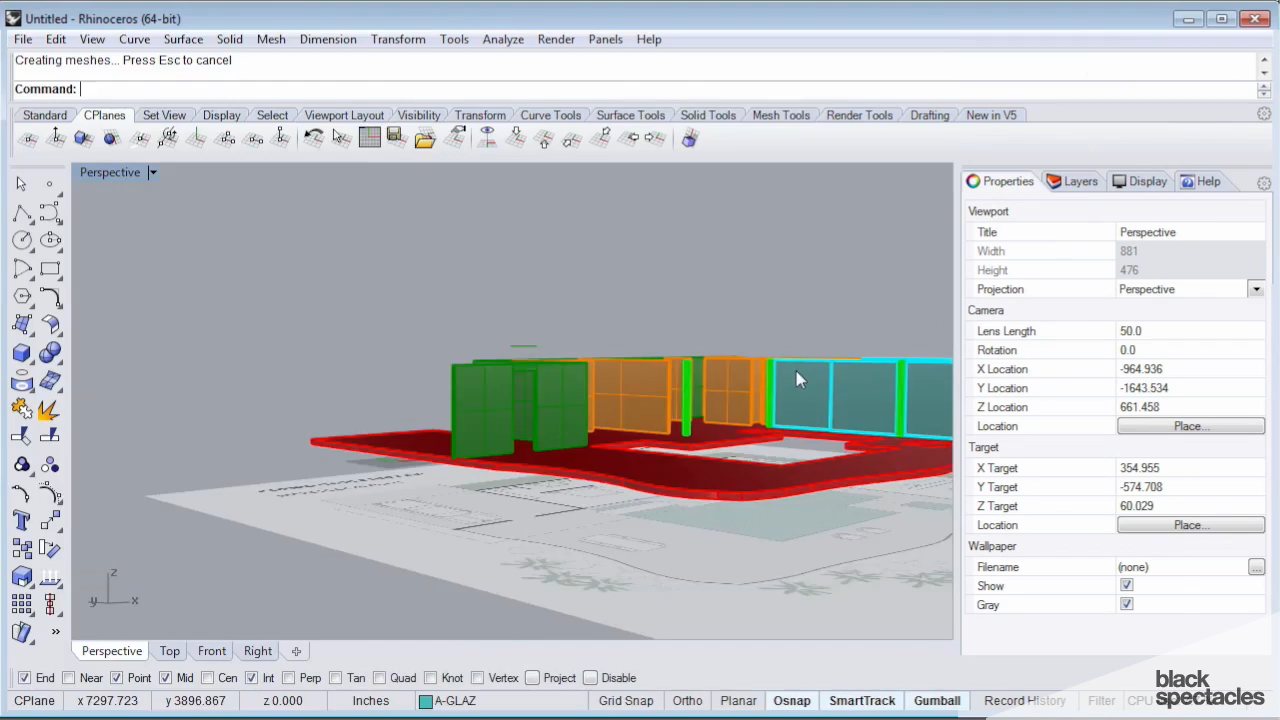 Untitled - Rhinoceros (64-bit)
File Edit View Curve Surface Solid Mesh Dimension Transform Tools Analyze Render Panels Help
Creating meshes... Press Esc to cancel
Command:
Standard CPlanes Set View Display Select Viewport Layout Visibility Transform Curve Tools Surface Tools Solid Tools Mesh Tools Render Tools Drafting New in V5
Perspective
Properties Layers Display Help
Viewport
Title Perspective
Width 881
Height 476
Projection Perspective
Camera
Lens Length 50.0
Rotation 0.0
X Location -964.936
Y Location -1643.534
Z Location 661.458
Location Place...
Target
X Target 354.955
Y Target -574.708
Z Target 60.029
Location Place...
Wallpaper
Filename (none) ...
Show
Gray
z
y x
Perspective Top Front Right
End Near Point Mid Cen Int Perp Tan Quad Knot Vertex Project Disable
CPlane x 7297.723 y 3896.867 z 0.000 Inches A-GLAZ Grid Snap Ortho Planar Osnap SmartTrack Gumball Record History Filter CPU
black
spectacles